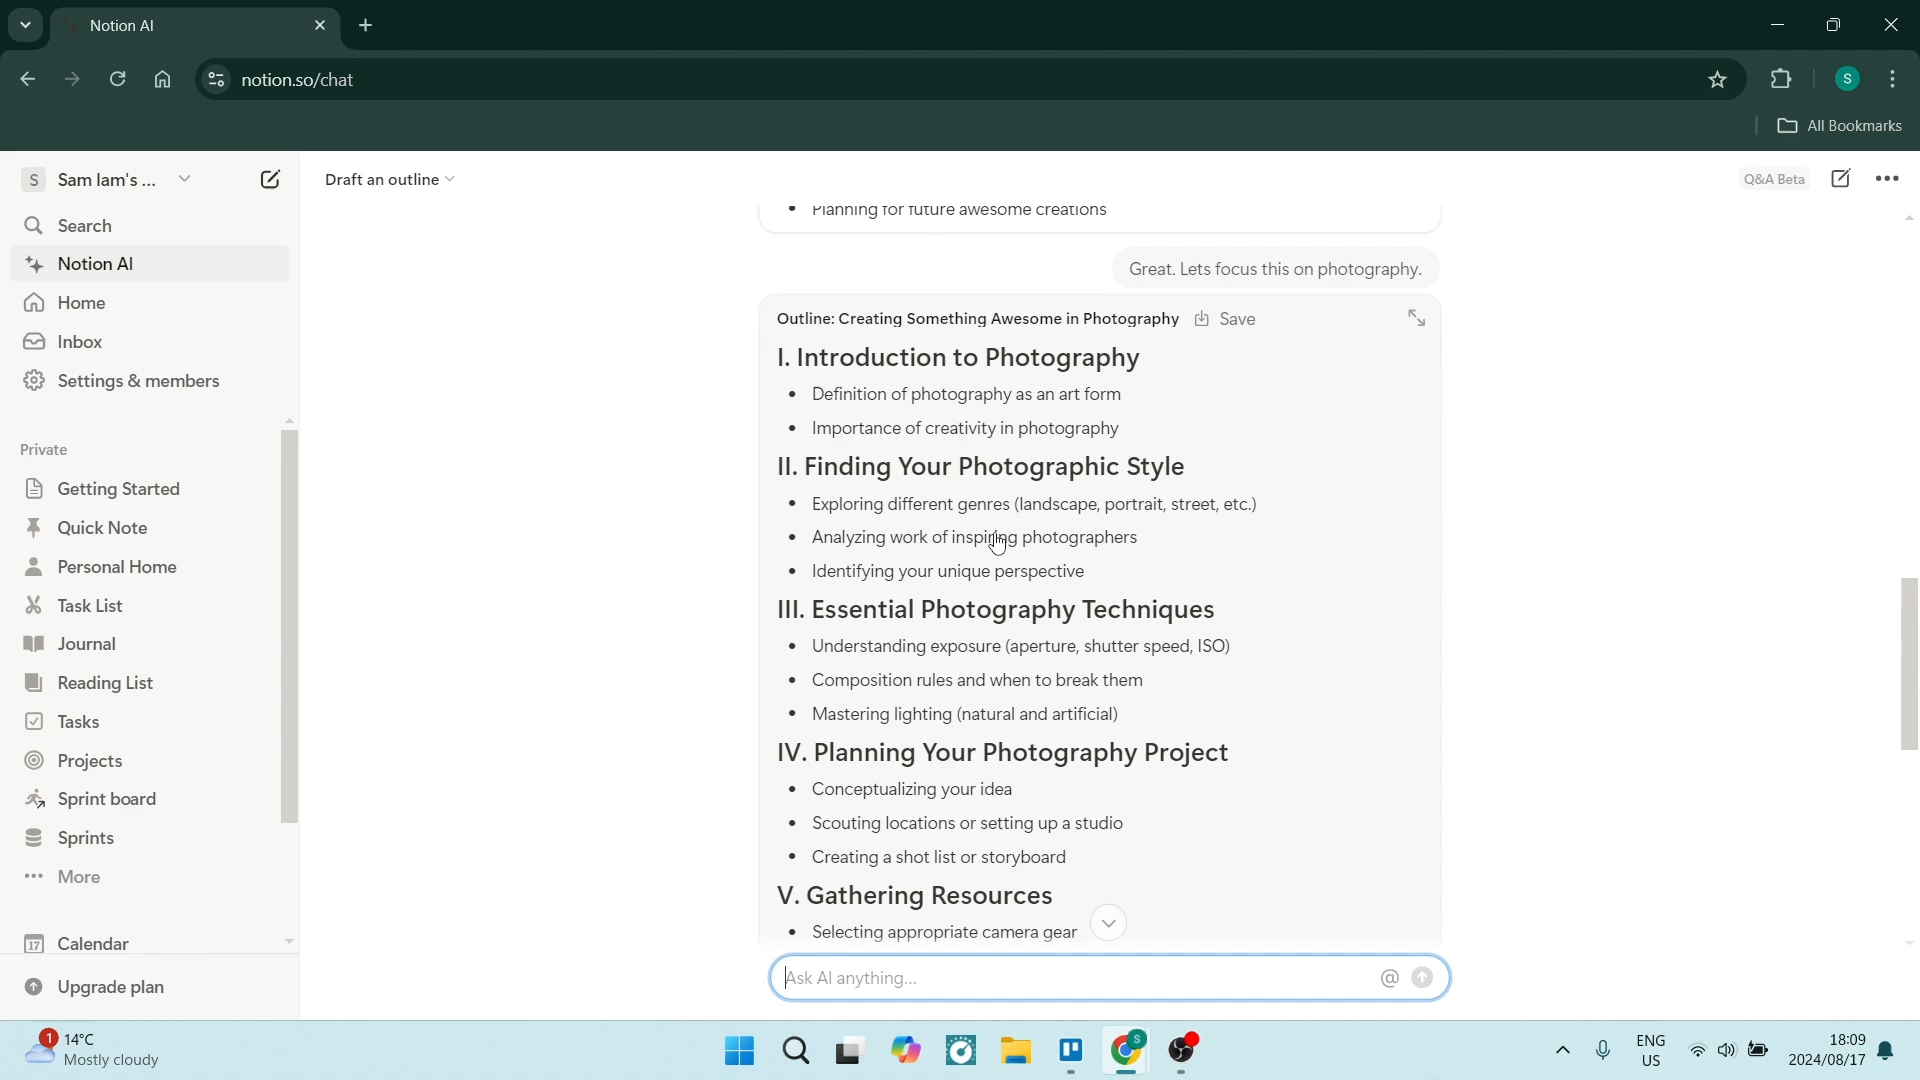 Notion AI
notion.so/chat
S
All Bookmarks
S Sam Iam's ...
Draft an outline
Q&A Beta
Search
Notion AI
Home
Inbox
Settings & members
Private
Getting Started
Quick Note
Personal Home
Task List
Journal
Reading List
Tasks
Projects
Sprint board
Sprints
More
17 Calendar
Upgrade plan
• Planning for future awesome creations
Great. Lets focus this on photography.
Outline: Creating Something Awesome in Photography Save
I. Introduction to Photography
• Definition of photography as an art form
• Importance of creativity in photography
II. Finding Your Photographic Style
• Exploring different genres (landscape, portrait, street, etc.)
• Analyzing work of inspiring photographers
• Identifying your unique perspective
III. Essential Photography Techniques
• Understanding exposure (aperture, shutter speed, ISO)
• Composition rules and when to break them
• Mastering lighting (natural and artificial)
IV. Planning Your Photography Project
• Conceptualizing your idea
• Scouting locations or setting up a studio
• Creating a shot list or storyboard
V. Gathering Resources
• Selecting appropriate camera gear
Ask AI anything... @
1 14°C
Mostly cloudy
S
ENG
US
18:09
2024/08/17